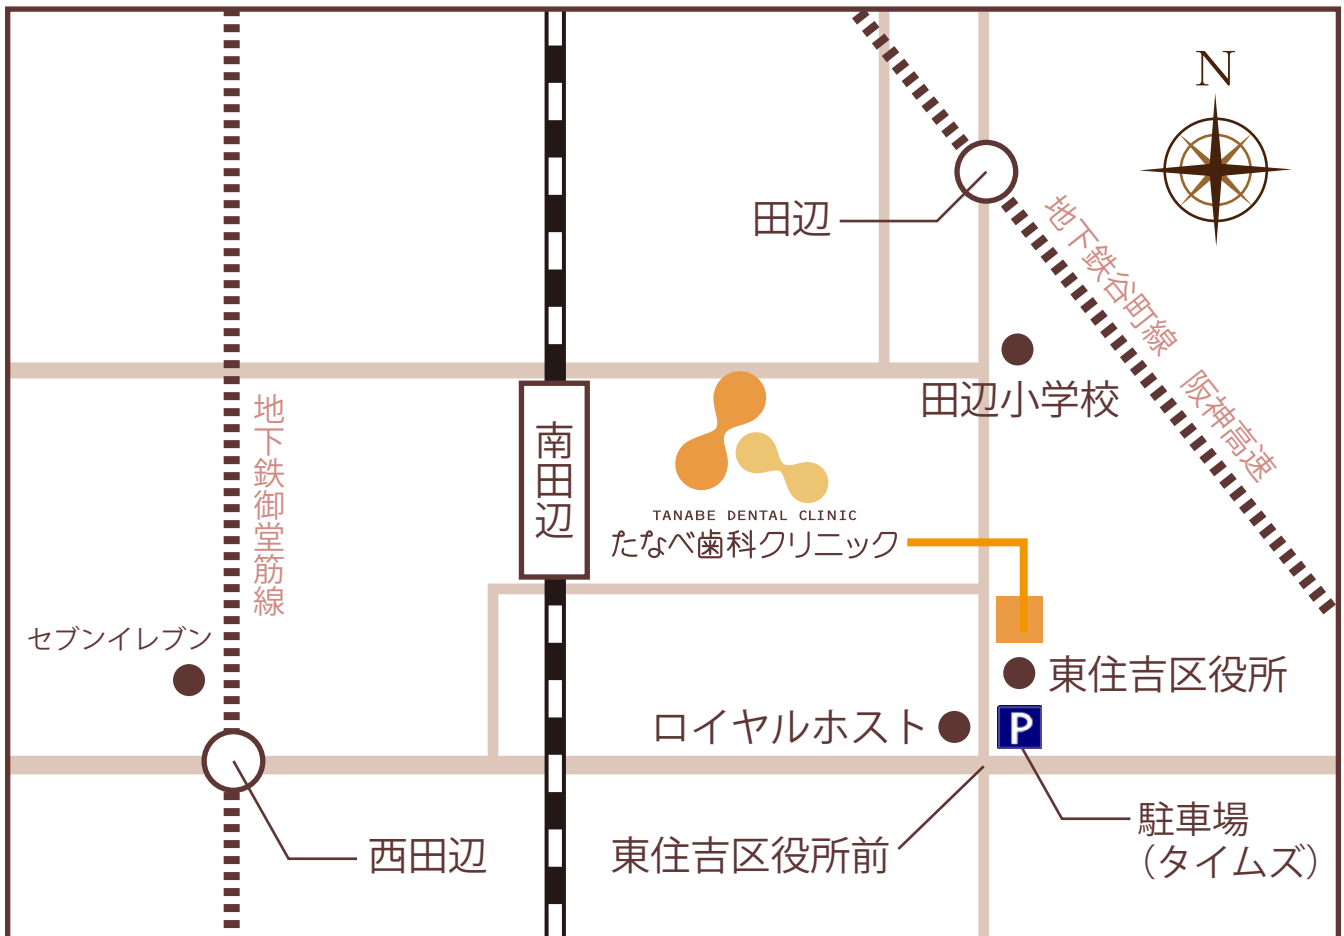 N
田辺
地下鉄谷町線 阪神高速
田辺小学校
地下鉄御堂筋線
南田辺
TANABE DENTAL CLINIC
たなべ歯科クリニック
セブンイレブン
東住吉区役所
ロイヤルホスト
P
西田辺
東住吉区役所前
駐車場
（タイムズ）